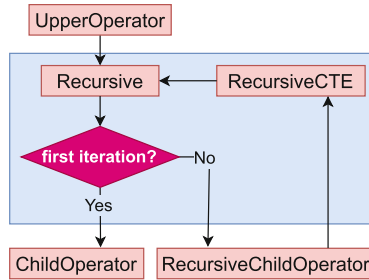 UpperOperator
Recursive
RecursiveCTE
first iteration?
No
Yes
ChildOperator
RecursiveChildOperator